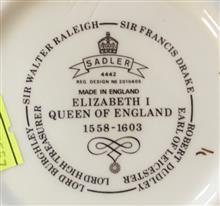 SIR WALTER RALEIGH
SIR FRANCIS DRAKE
SADLER
4442
REG. DESIGN NO 2015405
MADE IN ENGLAND
ELIZABETH I
QUEEN OF ENGLAND
1558-1603
ROBERT DUDLEY
EARL OF LEICESTER
LORD BURGHLEY
LORD HIGH TREASURER